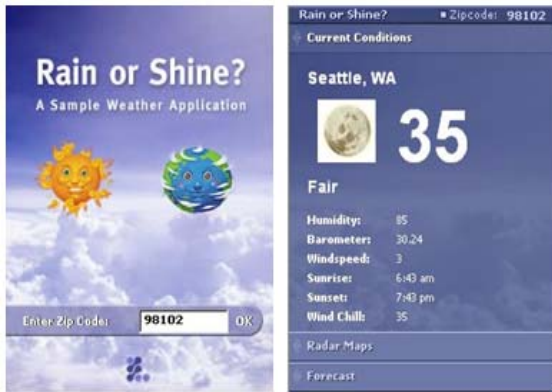 Rain or Shine?
A Sample Weather Application
Enter Zip Code: 98102 OK
Rain or Shine? Zipcode: 98102
Current Conditions
Seattle, WA
35
Fair
Humidity: 85
Barometer: 30.24
Windspeed: 3
Sunrise: 6:43 am
Sunset: 7:43 pm
Wind Chill: 35
Radar Maps
Forecast